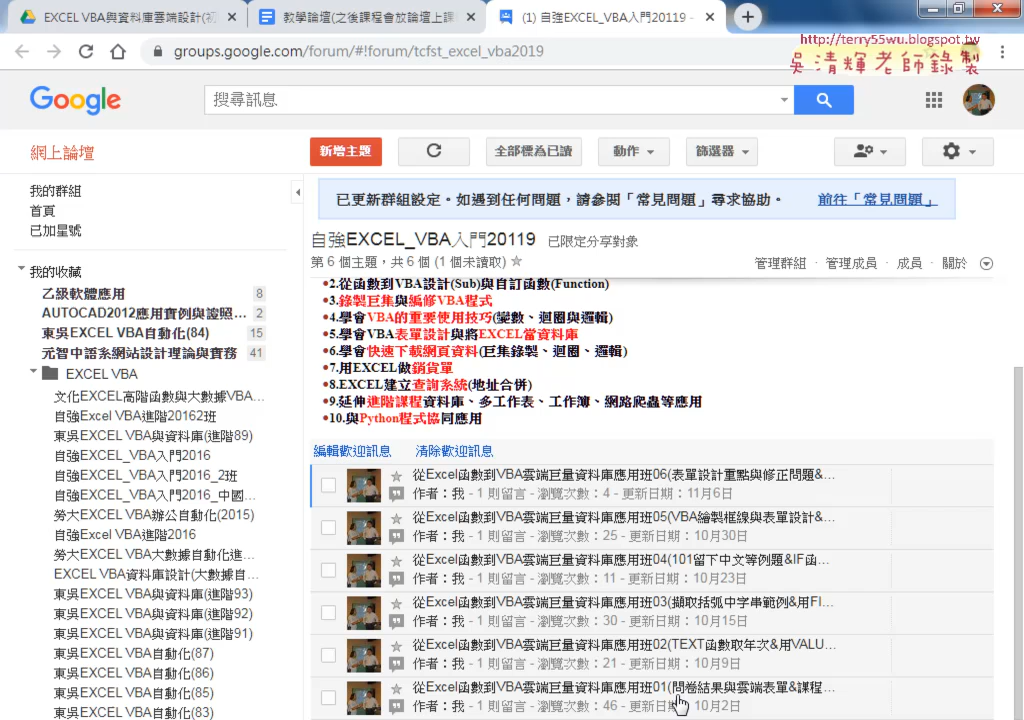 EXCEL VBA與資料庫雲端設計(初
教學論壇(之後課程會放論壇上課
(1) 自強EXCEL_VBA入門20119 -
groups.google.com/forum/#!forum/tcfst_excel_vba2019
http://terry55wu.blogspot.tw
吳清輝老師錄製
Google
搜尋訊息
網上論壇
新增主題
全部標為已讀
動作
篩選器
我的群組
首頁
已加星號
已更新群組設定。如遇到任何問題，請參閱「常見問題」尋求協助。 前往「常見問題」
自強EXCEL_VBA入門20119 已限定分享對象
第 6 個主題，共 6 個 (1 個未讀取)
管理群組 · 管理成員 · 成員 · 關於
我的收藏
乙級軟體應用 8
AUTOCAD2012應用實例與證照... 2
東吳EXCEL VBA自動化(84) 15
元智中語系網站設計理論與實務 41
EXCEL VBA
文化EXCEL高階函數與大數據VBA...
自強Excel VBA進階20162班
東吳EXCEL VBA與資料庫(進階89)
自強EXCEL_VBA入門2016
自強EXCEL_VBA入門2016_2班
自強EXCEL_VBA入門2016_中國...
勞大EXCEL VBA辦公自動化(2015)
自強Excel VBA進階2016
勞大EXCEL VBA大數據自動化進...
EXCEL VBA資料庫設計(大數據自...
東吳EXCEL VBA與資料庫(進階93)
東吳EXCEL VBA與資料庫(進階92)
東吳EXCEL VBA與資料庫(進階91)
東吳EXCEL VBA自動化(87)
東吳EXCEL VBA自動化(86)
東吳EXCEL VBA自動化(85)
東吳EXCEL VBA自動化(83)
•2.從函數到VBA設計(Sub)與自訂函數(Function)
•3.錄製巨集與編修VBA程式
•4.學會VBA的重要使用技巧(變數、迴圈與邏輯)
•5.學會VBA表單設計與將EXCEL當資料庫
•6.學會快速下載網頁資料(巨集錄製、迴圈、邏輯)
•7.用EXCEL做銷貨單
•8.EXCEL建立查詢系統(地址合併)
•9.延伸進階課程資料庫、多工作表、工作簿、網路爬蟲等應用
•10.與Python程式協同應用
編輯歡迎訊息 清除歡迎訊息
從Excel函數到VBA雲端巨量資料庫應用班06(表單設計重點與修正問題&...
作者：我 - 1 則留言 - 瀏覽次數：4 - 更新日期：11月6日
從Excel函數到VBA雲端巨量資料庫應用班05(VBA繪製框線與表單設計&...
作者：我 - 1 則留言 - 瀏覽次數：25 - 更新日期：10月30日
從Excel函數到VBA雲端巨量資料庫應用班04(101留下中文等例題&IF函...
作者：我 - 1 則留言 - 瀏覽次數：11 - 更新日期：10月23日
從Excel函數到VBA雲端巨量資料庫應用班03(擷取括弧中字串範例&用FI...
作者：我 - 1 則留言 - 瀏覽次數：30 - 更新日期：10月15日
從Excel函數到VBA雲端巨量資料庫應用班02(TEXT函數取年次&用VALU...
作者：我 - 1 則留言 - 瀏覽次數：21 - 更新日期：10月9日
從Excel函數到VBA雲端巨量資料庫應用班01(問卷結果與雲端表單&課程...
作者：我 - 1 則留言 - 瀏覽次數：46 - 更新日期：10月2日